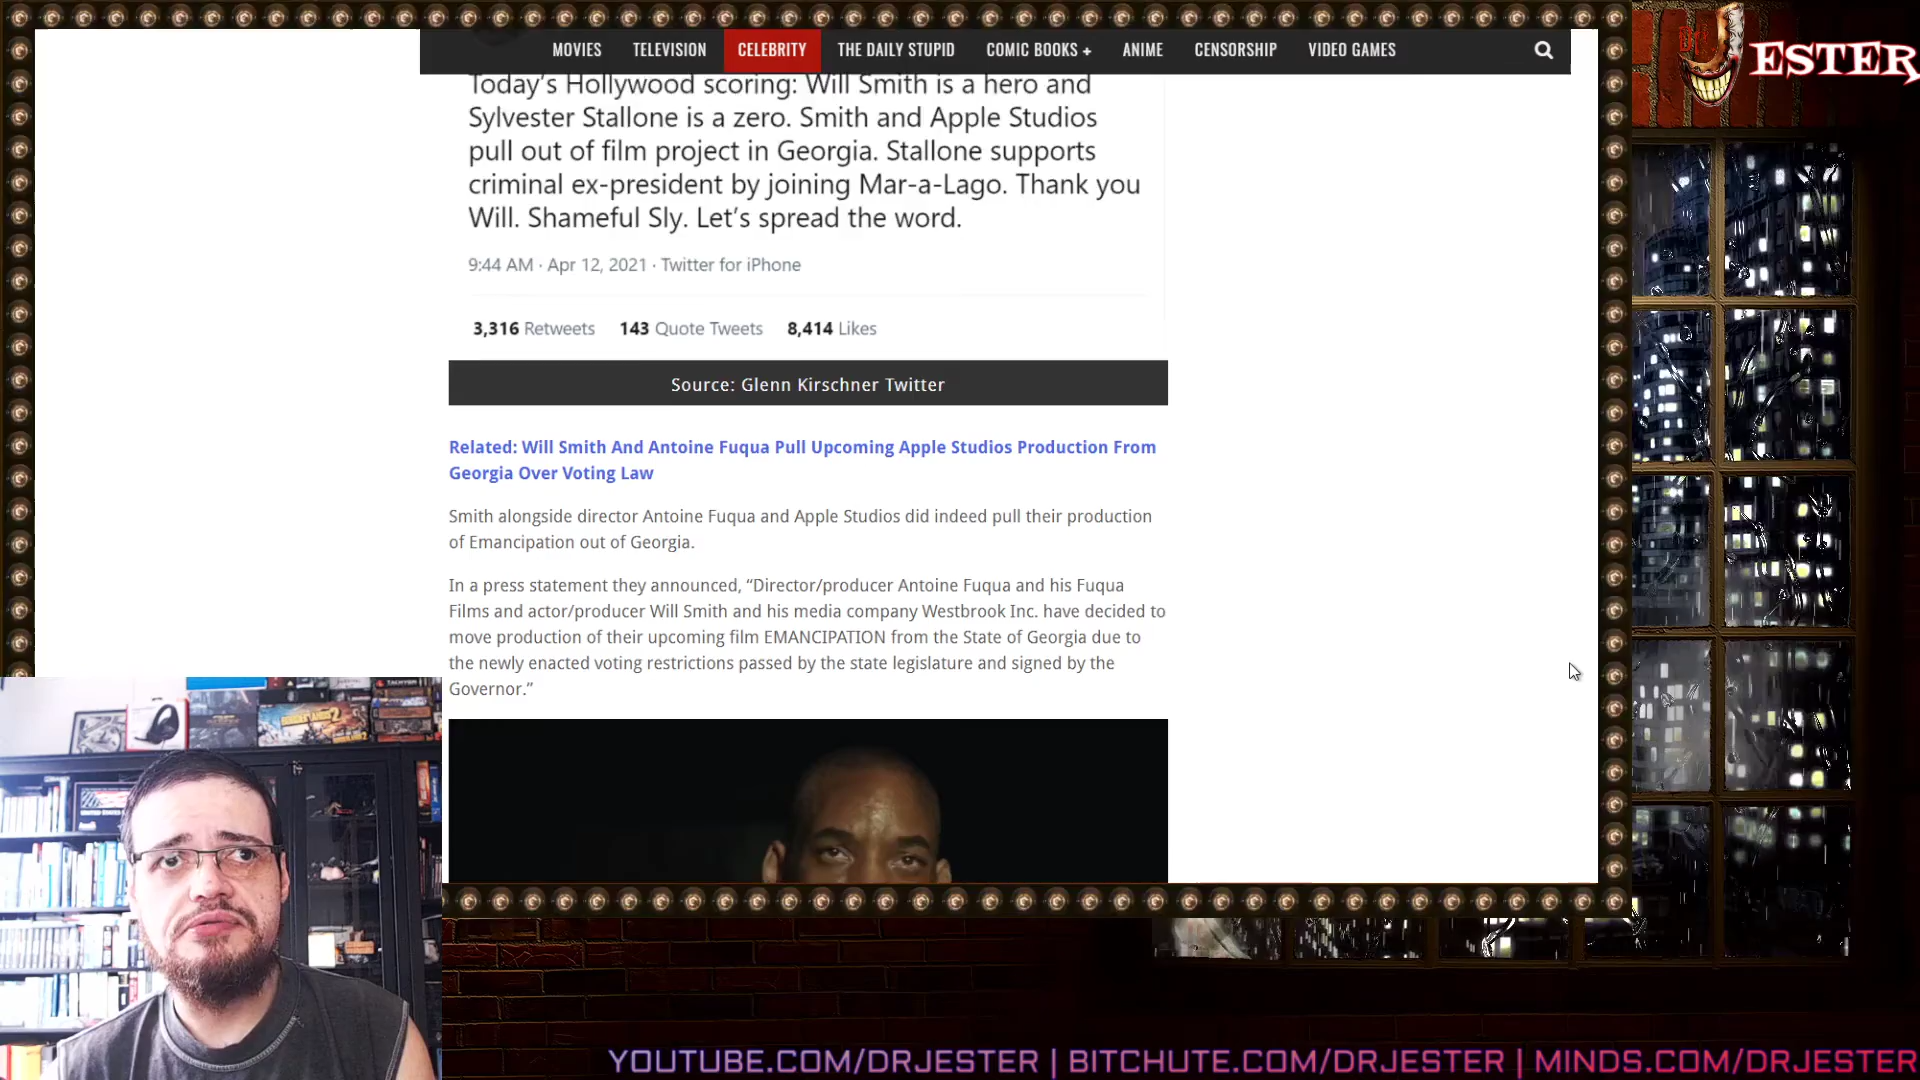 MOVIES TELEVISION CELEBRITY THE DAILY STUPID COMIC BOOKS + ANIME CENSORSHIP VIDEO GAMES
ESTER
Today's Hollywood scoring: Will Smith is a hero and
Sylvester Stallone is a zero. Smith and Apple Studios
pull out of film project in Georgia. Stallone supports
criminal ex-president by joining Mar-a-Lago. Thank you
Will. Shameful Sly. Let's spread the word.
9:44 AM · Apr 12, 2021 · Twitter for iPhone
3,316 Retweets 143 Quote Tweets 8,414 Likes
Source: Glenn Kirschner Twitter
Related: Will Smith And Antoine Fuqua Pull Upcoming Apple Studios Production From
Georgia Over Voting Law
Smith alongside director Antoine Fuqua and Apple Studios did indeed pull their production
of Emancipation out of Georgia.
In a press statement they announced, “Director/producer Antoine Fuqua and his Fuqua
Films and actor/producer Will Smith and his media company Westbrook Inc. have decided to
move production of their upcoming film EMANCIPATION from the State of Georgia due to
the newly enacted voting restrictions passed by the state legislature and signed by the
Governor.”
YOUTUBE.COM/DRJESTER | BITCHUTE.COM/DRJESTER | MINDS.COM/DRJESTER